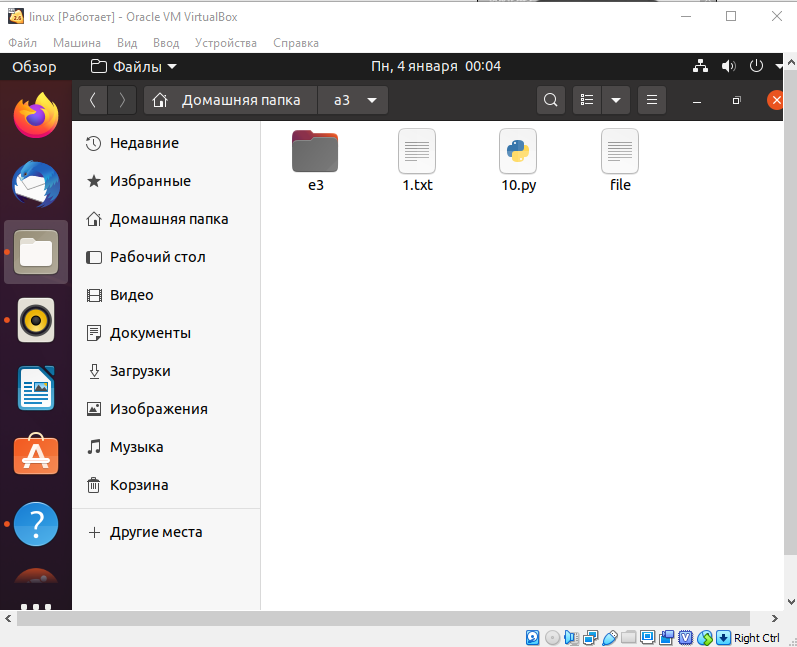 linux [Работает] - Oracle VM VirtualBox
Файл Машина Вид Ввод Устройства Справка
Обзор Файлы Пн, 4 января 00:04
Домашняя папка а3
Недавние
Избранные
Домашняя папка
Рабочий стол
Видео
Документы
Загрузки
Изображения
Музыка
Корзина
Другие места
е3 1.txt 10.py file
Right Ctrl